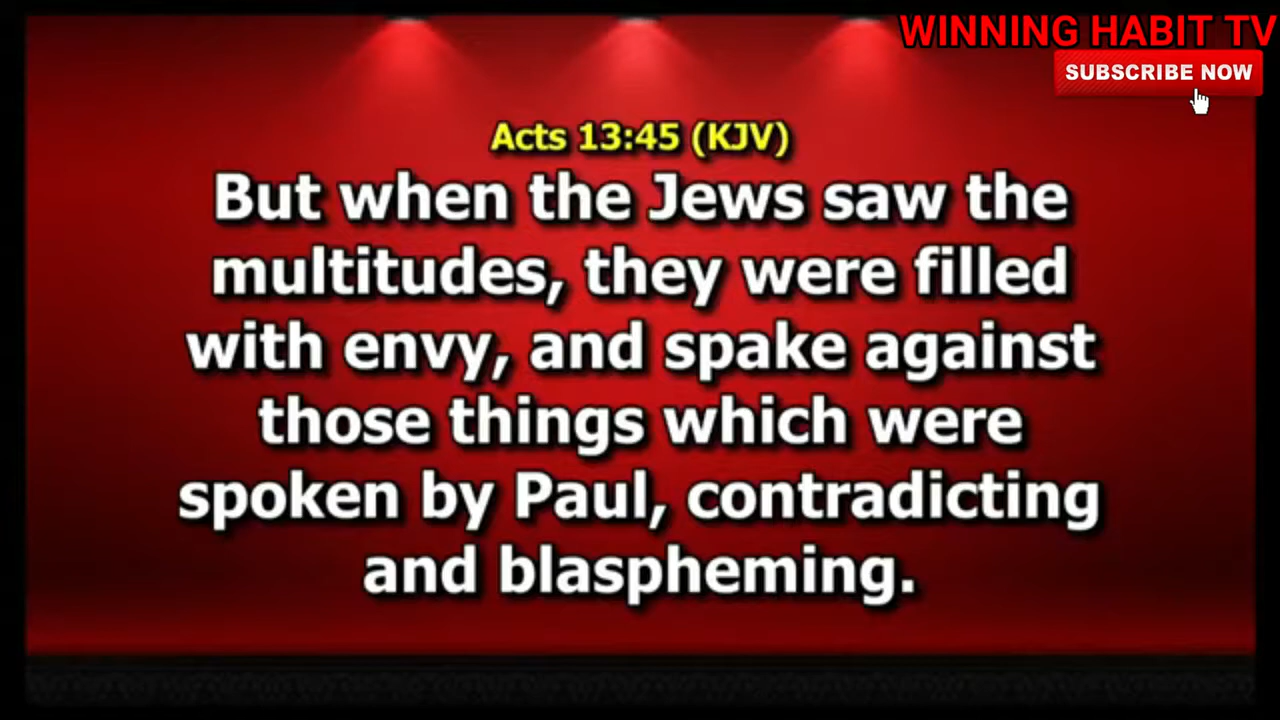 WINNING HABIT TV
SUBSCRIBE NOW
Acts 13:45 (KJV)
But when the Jews saw the
multitudes, they were filled
with envy, and spake against
those things which were
spoken by Paul, contradicting
and blaspheming.